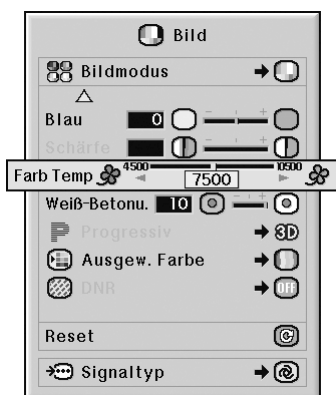 Bild
Bildmodus
Blau 0 - +
Schärfe
Farb Temp 4500 7500 10500
Weiß-Betonu. 10 - +
P Progressiv 3D
Ausgew. Farbe
DNR OFF
Reset
Signaltyp